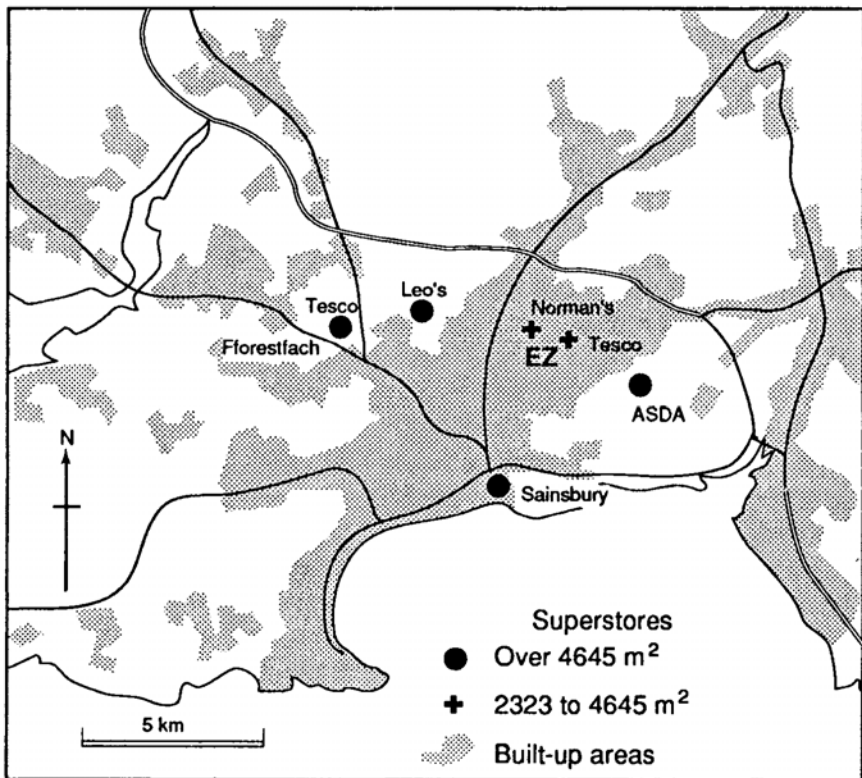 Leo's
Norman's
Tesco
Tesco
Fforestfach
EZ
ASDA
N
Sainsbury
Superstores
Over 4645 m²
2323 to 4645 m²
5 km
Built-up areas